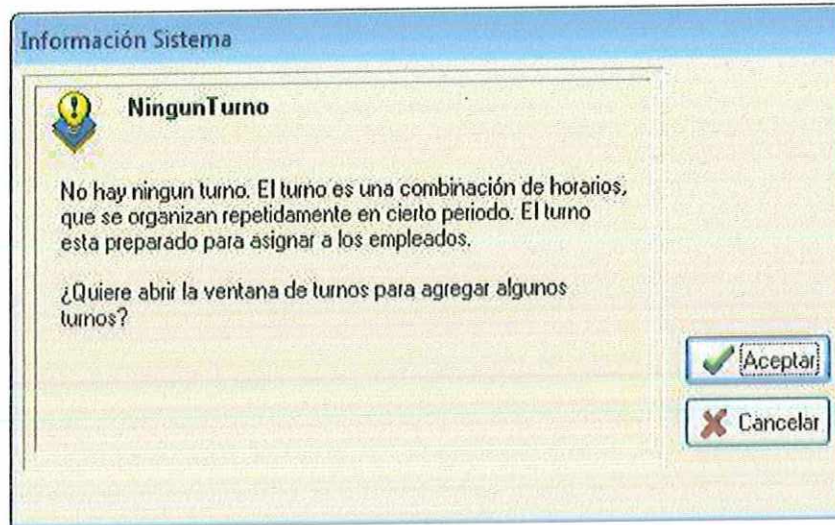 Información Sistema
NingunTurno
No hay ningun turno. El turno es una combinación de horarios,
que se organizan repetidamente en cierto periodo. El turno
esta preparado para asignar a los empleados.
¿Quiere abrir la ventana de turnos para agregar algunos
turnos?
Aceptar
Cancelar